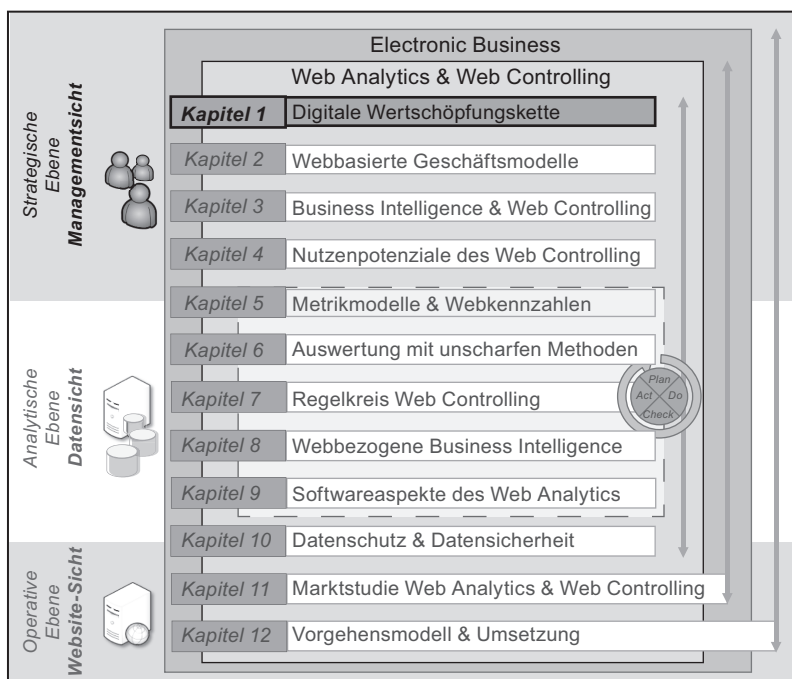 Electronic Business
Web Analytics & Web Controlling
Strategische
Ebene
Managementsicht
Kapitel 1 Digitale Wertschöpfungskette
Kapitel 2 Webbasierte Geschäftsmodelle
Kapitel 3 Business Intelligence & Web Controlling
Kapitel 4 Nutzenpotenziale des Web Controlling
Analytische
Ebene
Datensicht
Kapitel 5 Metrikmodelle & Webkennzahlen
Kapitel 6 Auswertung mit unscharfen Methoden
Kapitel 7 Regelkreis Web Controlling
Kapitel 8 Webbezogene Business Intelligence
Kapitel 9 Softwareaspekte des Web Analytics
Plan
Act Do
Check
Operative
Ebene
Website-Sicht
Kapitel 10 Datenschutz & Datensicherheit
Kapitel 11 Marktstudie Web Analytics & Web Controlling
Kapitel 12 Vorgehensmodell & Umsetzung